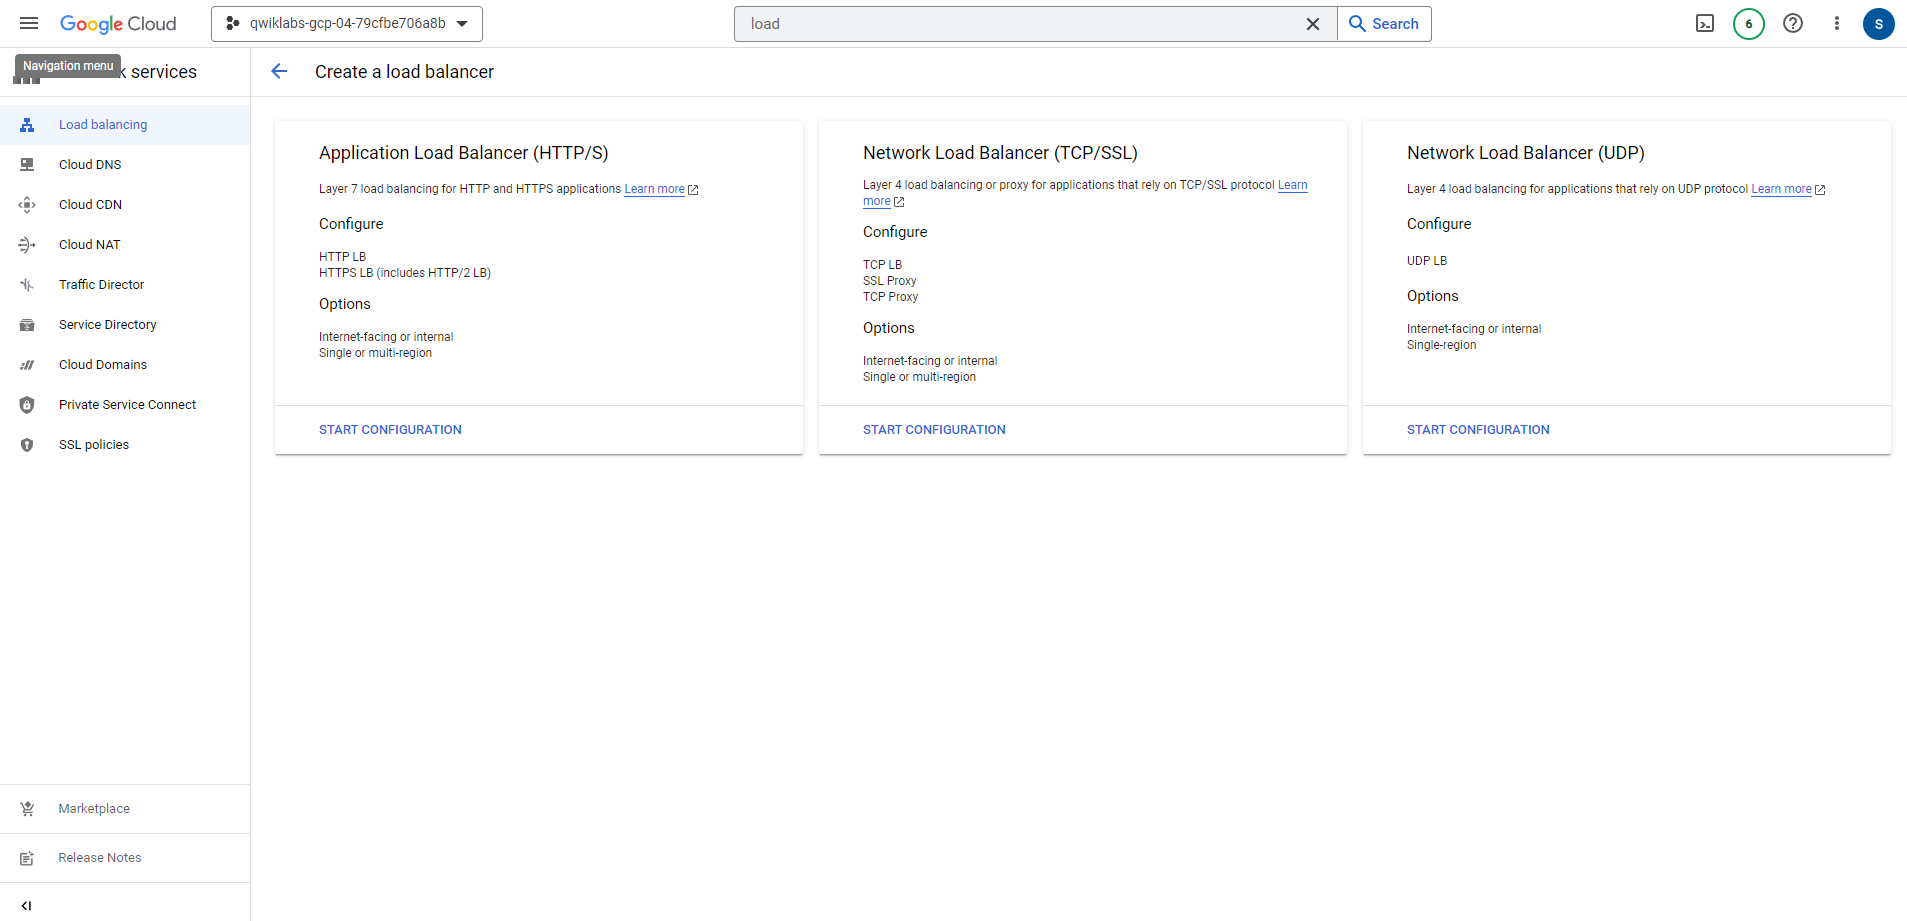 Google Cloud
qwiklabs-gcp-04-79cfbe706a8b
load
Search
6
S
Navigation menu
k services
Create a load balancer
Load balancing
Cloud DNS
Cloud CDN
Cloud NAT
Traffic Director
Service Directory
Cloud Domains
Private Service Connect
SSL policies
Application Load Balancer (HTTP/S)
Layer 7 load balancing for HTTP and HTTPS applications Learn more
Configure
HTTP LB
HTTPS LB (includes HTTP/2 LB)
Options
Internet-facing or internal
Single or multi-region
START CONFIGURATION
Network Load Balancer (TCP/SSL)
Layer 4 load balancing or proxy for applications that rely on TCP/SSL protocol Learn
more
Configure
TCP LB
SSL Proxy
TCP Proxy
Options
Internet-facing or internal
Single or multi-region
START CONFIGURATION
Network Load Balancer (UDP)
Layer 4 load balancing for applications that rely on UDP protocol Learn more
Configure
UDP LB
Options
Internet-facing or internal
Single-region
START CONFIGURATION
Marketplace
Release Notes